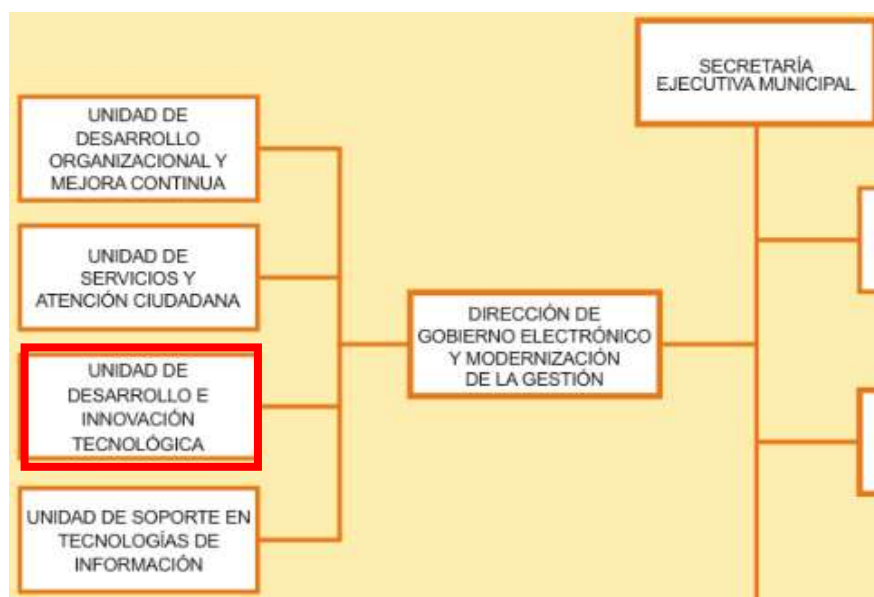 SECRETARÍA
EJECUTIVA MUNICIPAL
UNIDAD DE
DESARROLLO
ORGANIZACIONAL Y
MEJORA CONTINUA
UNIDAD DE
SERVICIOS Y
ATENCIÓN CIUDADANA
DIRECCIÓN DE
GOBIERNO ELECTRÓNICO
Y MODERNIZACIÓN
DE LA GESTIÓN
UNIDAD DE
DESARROLLO E
INNOVACIÓN
TECNOLÓGICA
UNIDAD DE SOPORTE EN
TECNOLOGÍAS DE
INFORMACIÓN